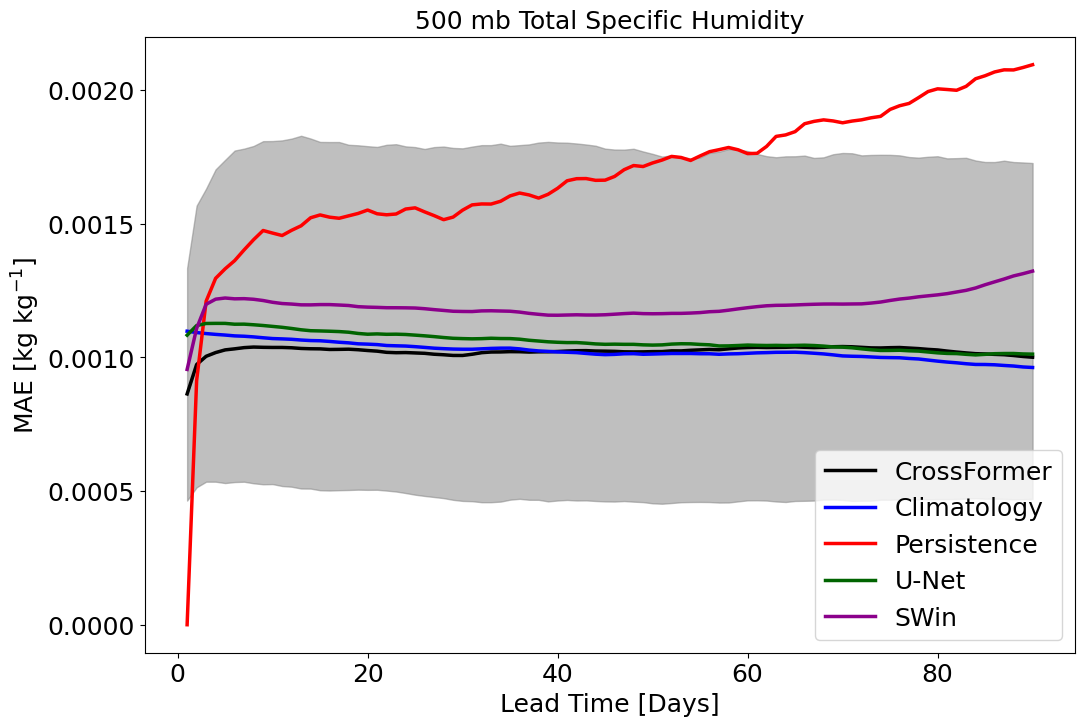 500 mb Total Specific Humidity
MAE [kg kg⁻¹]
0.0020
0.0015
0.0010
0.0005
0.0000
CrossFormer
Climatology
Persistence
U-Net
SWin
0 20 40 60 80
Lead Time [Days]